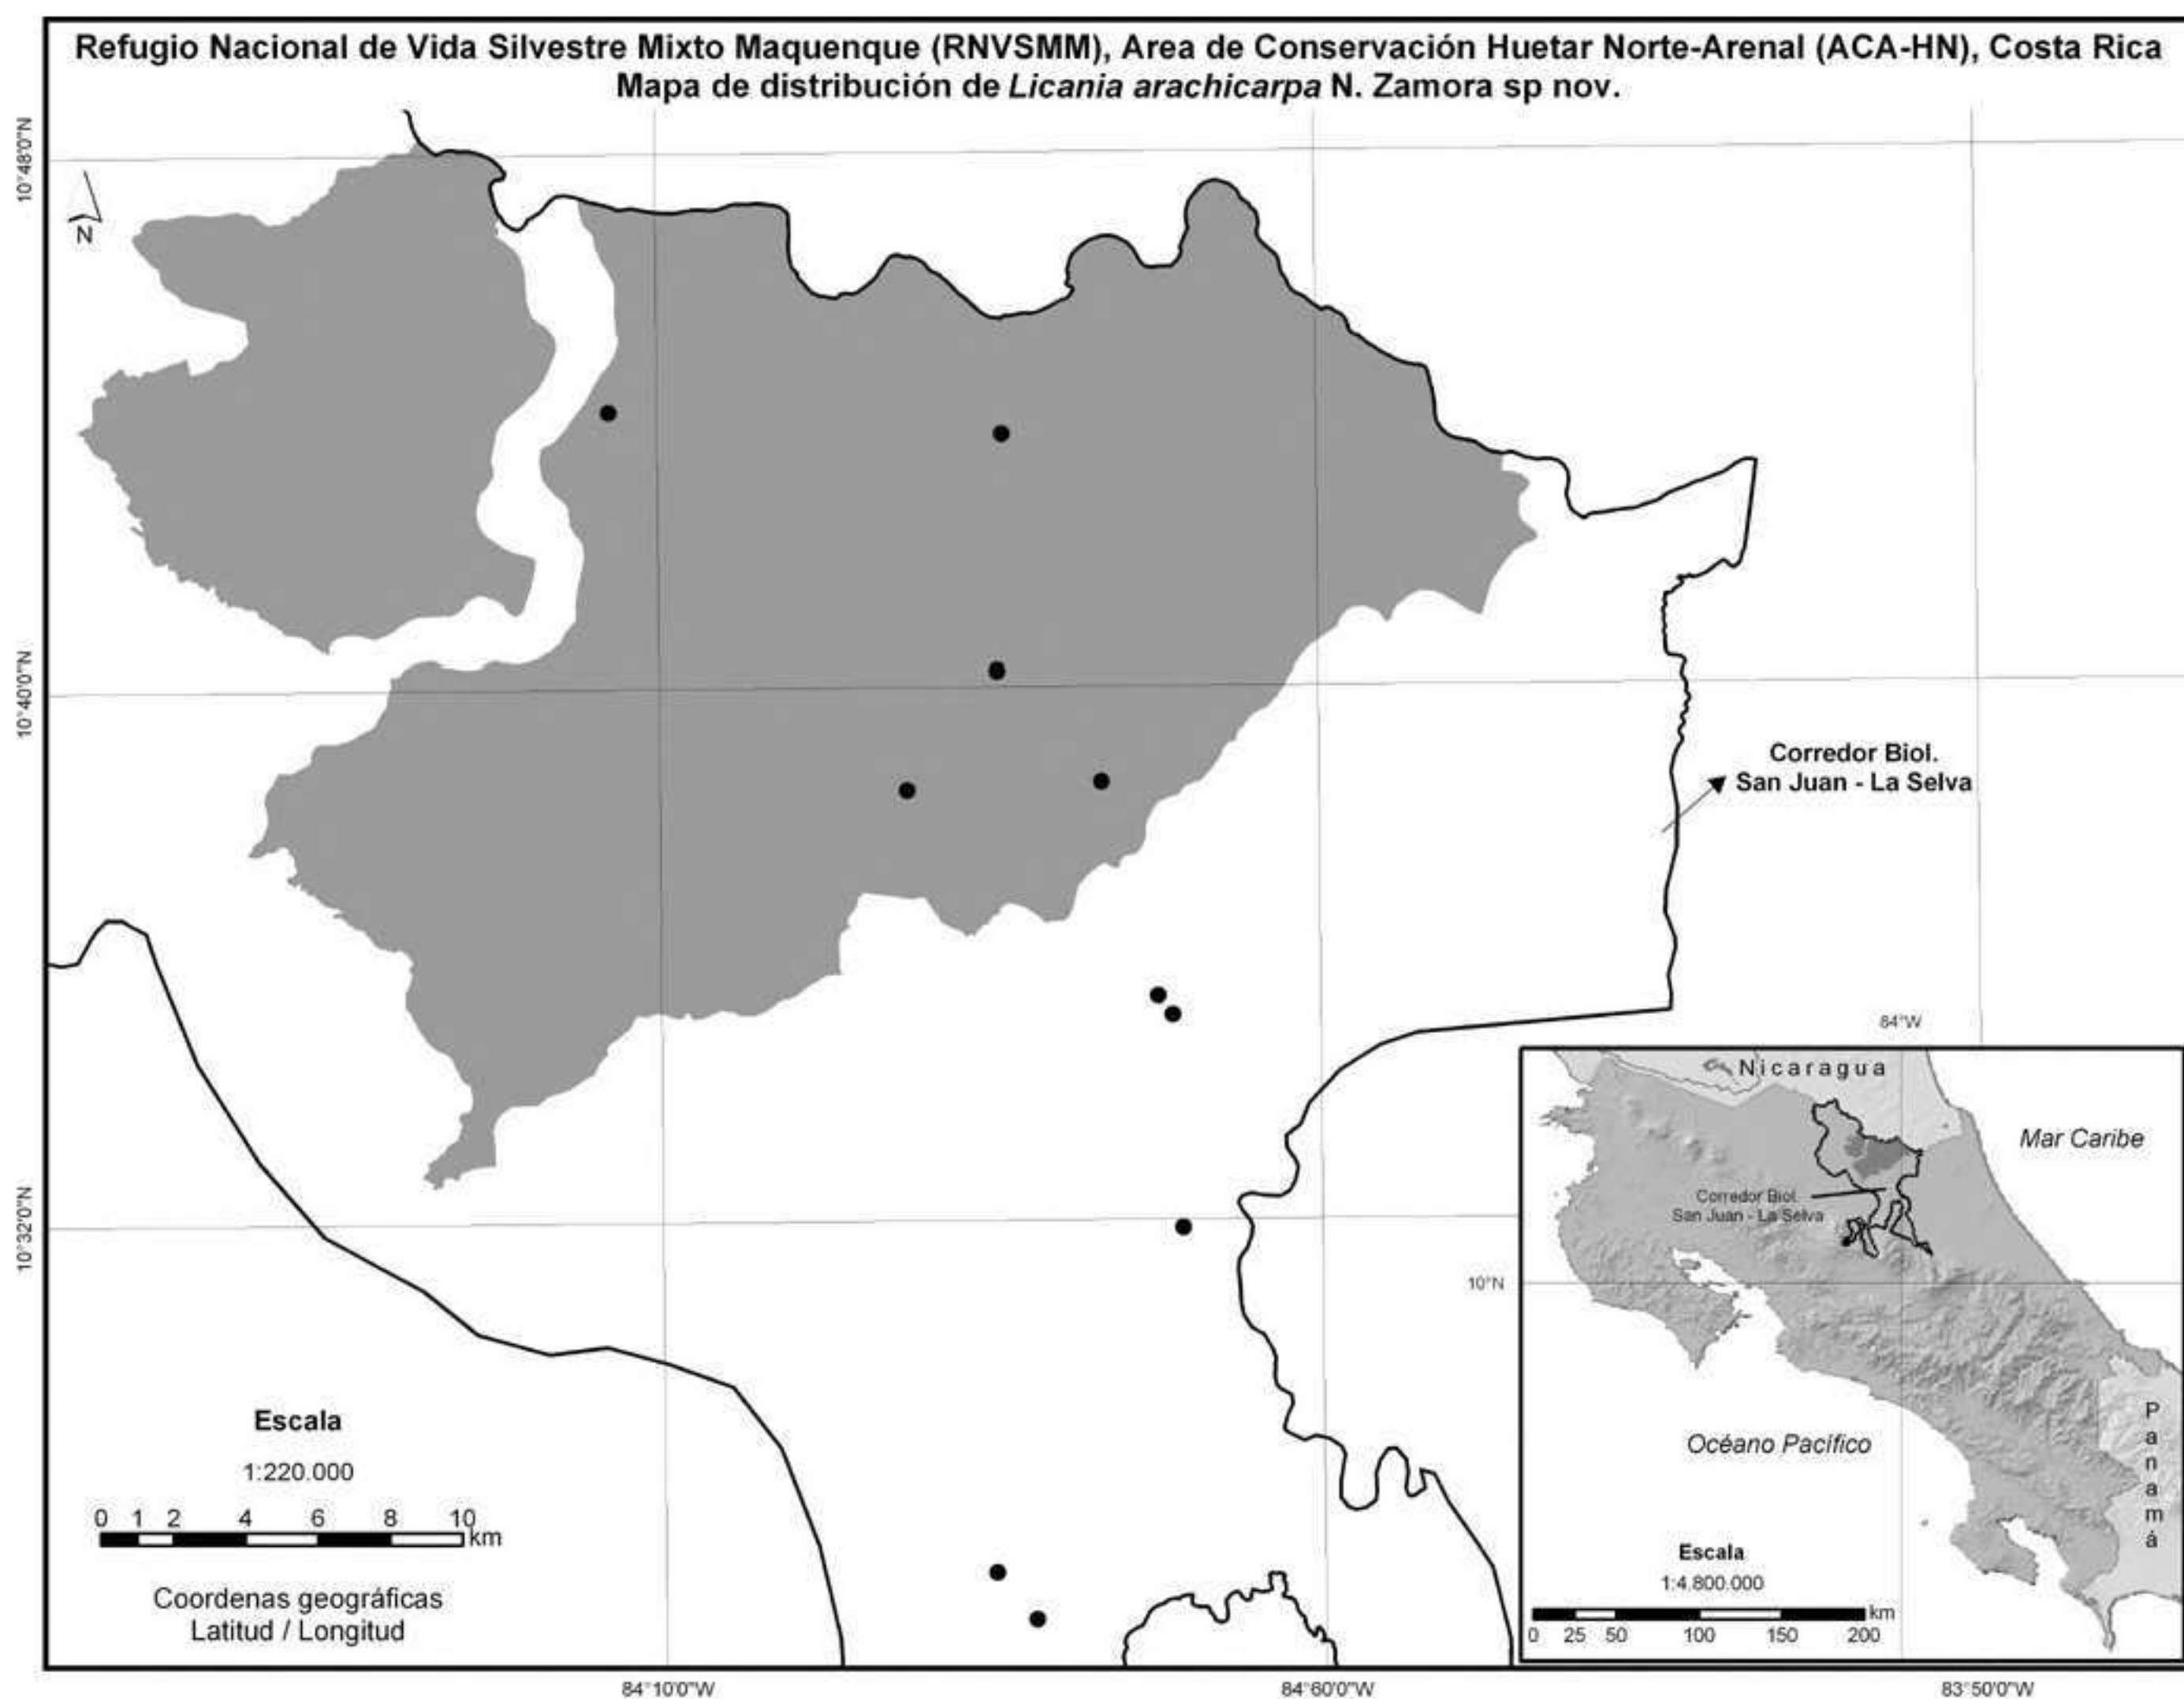 Refugio Nacional de Vida Silvestre Mixto Maquenque (RNVSMM), Area de Conservación Huetar Norte-Arenal (ACA-HN), Costa Rica
Mapa de distribución de Licania arachicarpa N. Zamora sp nov.
10°48'0"N
N
10°40'0"N
Corredor Biol.
San Juan - La Selva
10°32'0"N
84°W
Nicaragua
Mar Caribe
Corredor Biol.
San Juan - La Selva
10°N
Océano Pacífico
Panamá
Escala
1:4.800.000
km
0 25 50 100 150 200
Escala
1:220.000
0 1 2 4 6 8 10
km
Coordenas geográficas
Latitud / Longitud
84°10'0"W
84°60'0"W
83°50'0"W